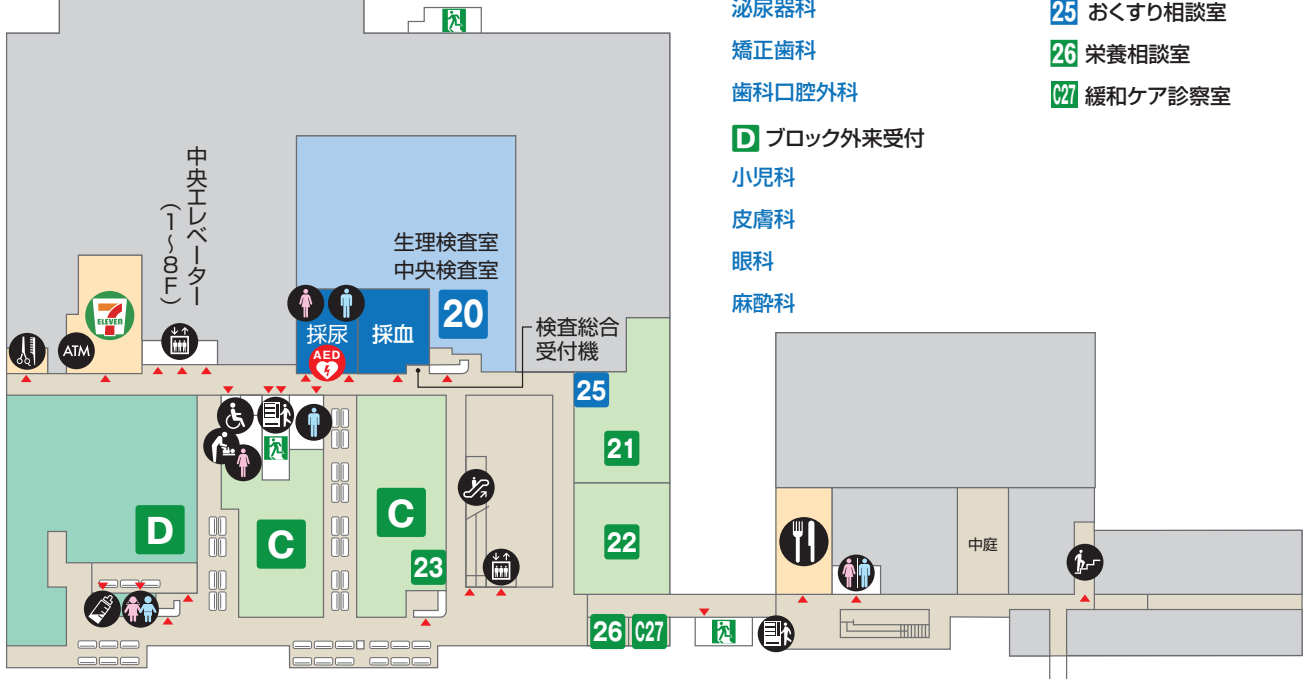 泌尿器科
矯正歯科
歯科口腔外科
D ブロック外来受付
小児科
皮膚科
眼科
麻酔科
25 おくすり相談室
26 栄養相談室
C27 緩和ケア診察室
中央エレベーター
(1~8F)
生理検査室
中央検査室
20
採尿
採血
AED
検査総合
受付機
7
ELEVEN
ATM
25
21
22
D
C
C
23
26
C27
中庭